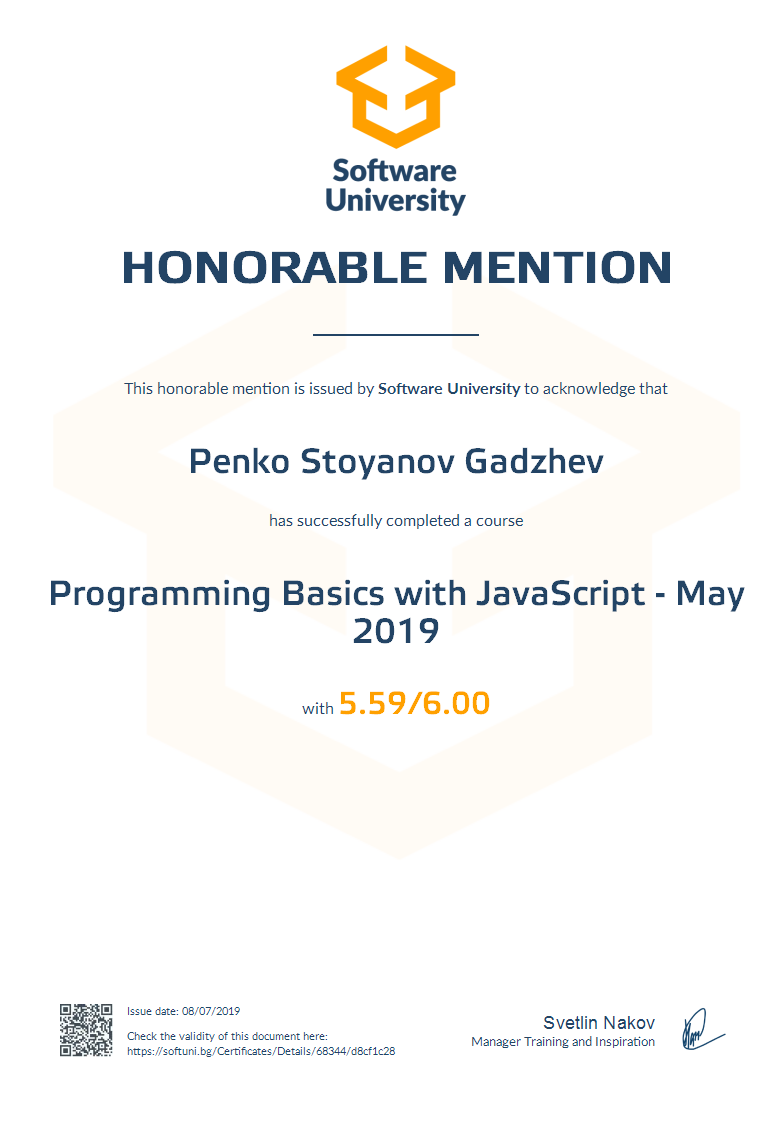 Software
University
HONORABLE MENTION
This honorable mention is issued by Software University to acknowledge that
Penko Stoyanov Gadzhev
has successfully completed a course
Programming Basics with JavaScript - May
2019
with 5.59/6.00
Issue date: 08/07/2019
Check the validity of this document here:
https://softuni.bg/Certificates/Details/68344/d8cf1c28
Svetlin Nakov
Manager Training and Inspiration